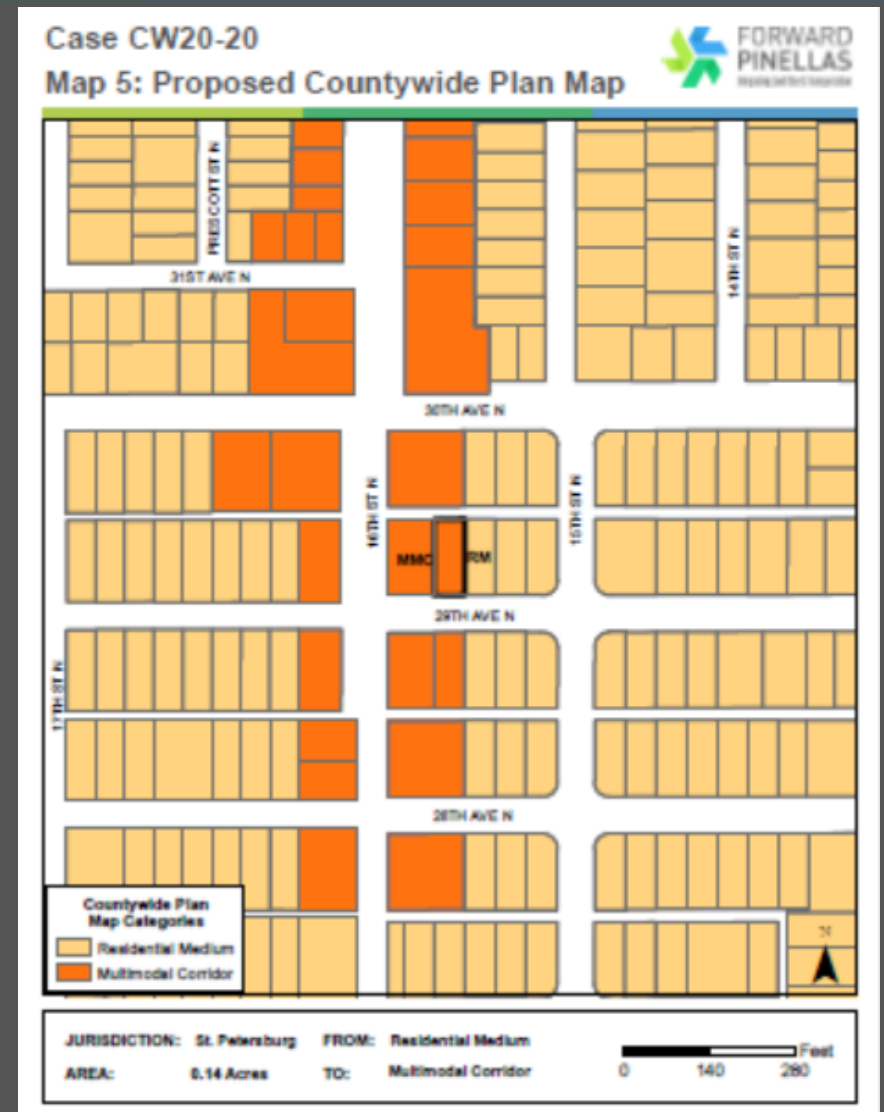 Case CW20-20
Map 5: Proposed Countywide Plan Map
FORWARD
PINELLAS
PRESCOTT ST N
31ST AVE N
14TH ST N
30TH AVE N
16TH ST N
15TH ST N
MMC
RM
29TH AVE N
17TH ST N
28TH AVE N
Countywide Plan
Map Categories
Residential Medium
Multimodal Corridor
N
JURISDICTION: St. Petersburg FROM: Residential Medium
AREA: 0.14 Acres TO: Multimodal Corridor
Feet
0 140 280